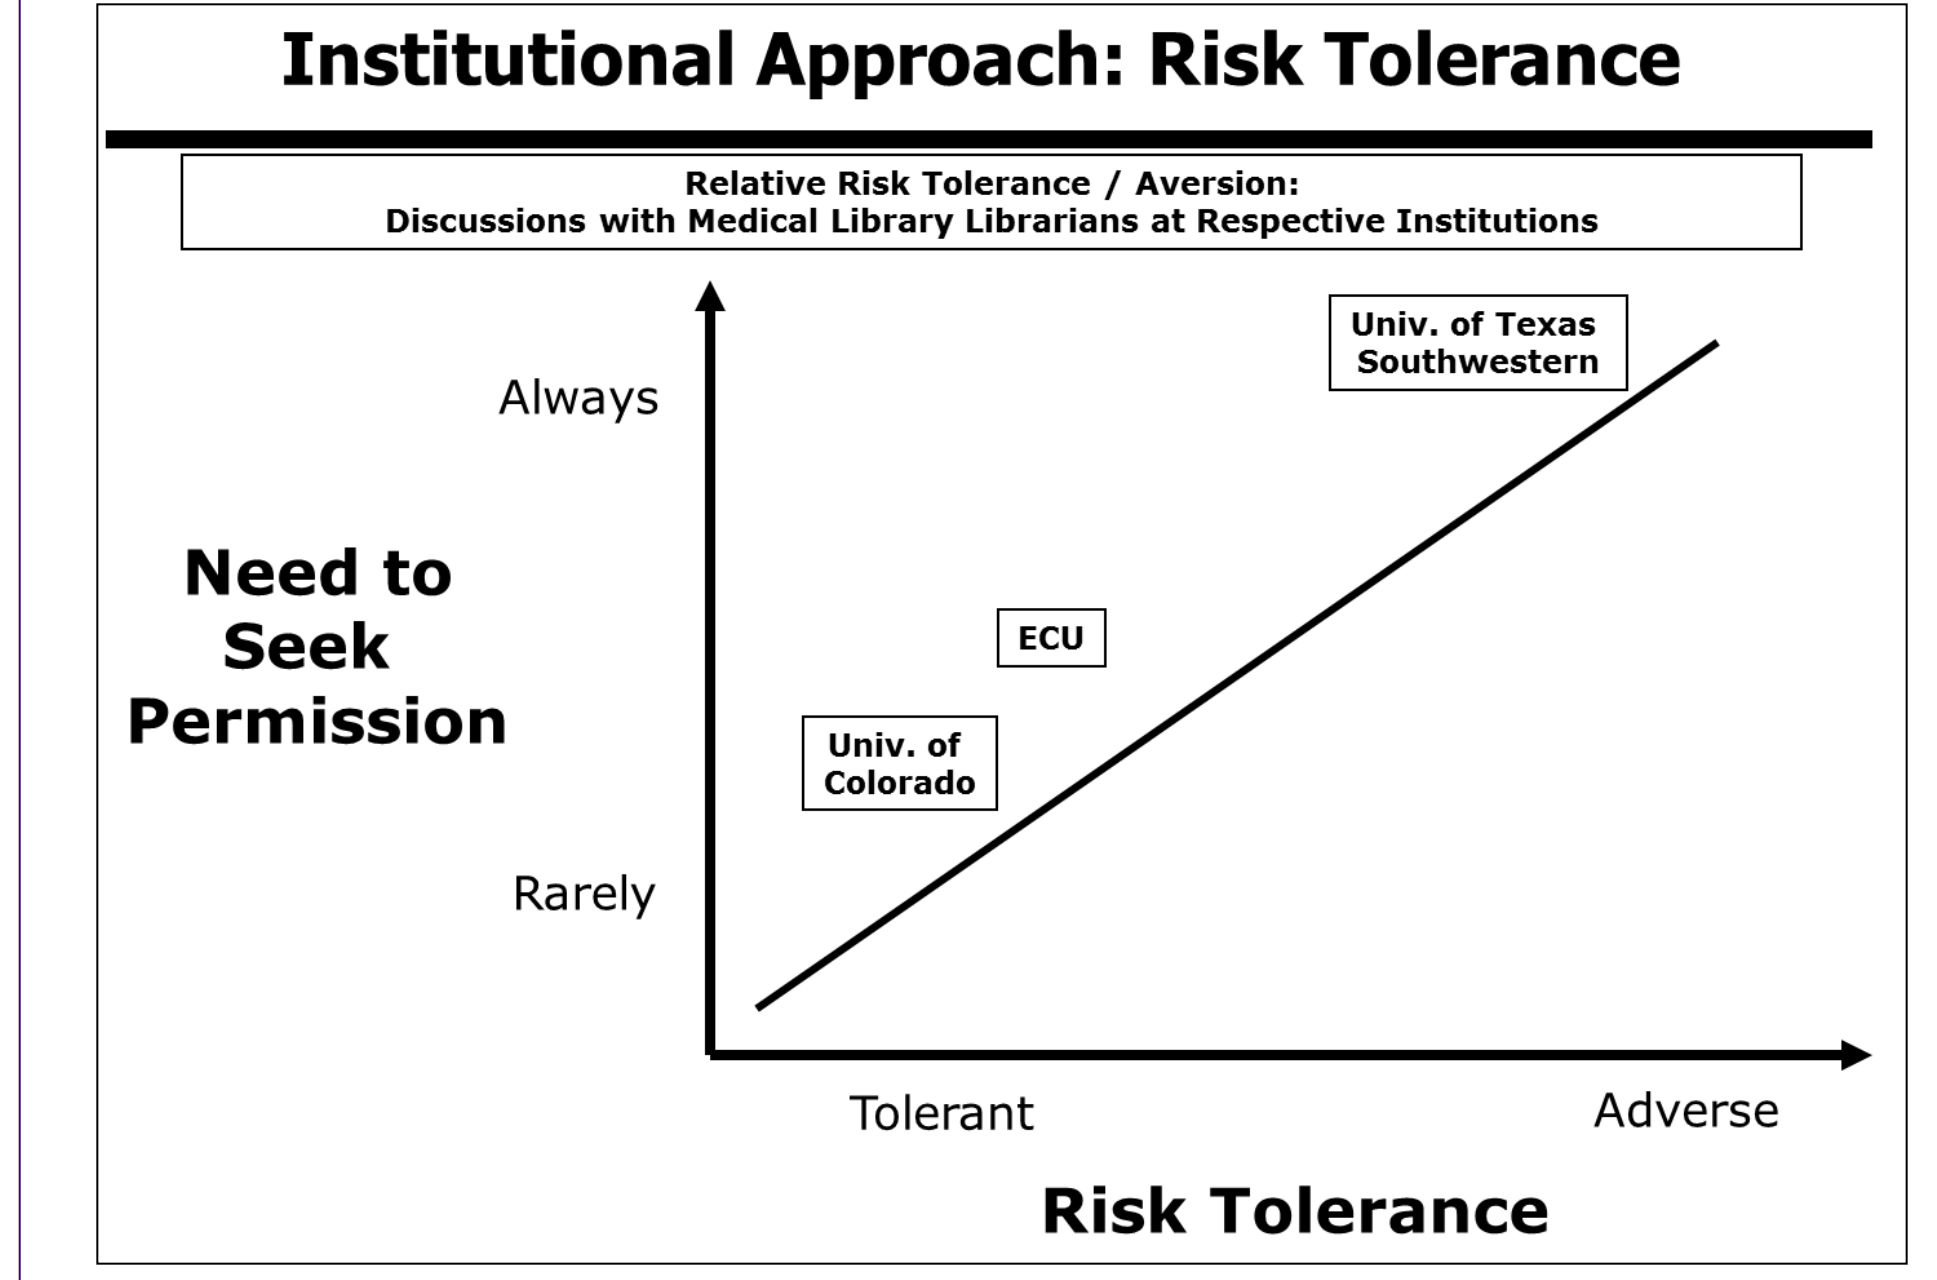 Institutional Approach: Risk Tolerance
Relative Risk Tolerance / Aversion:
Discussions with Medical Library Librarians at Respective Institutions
Univ. of Texas
Southwestern
Always
Need to
Seek
Permission
ECU
Univ. of
Colorado
Rarely
Tolerant
Adverse
Risk Tolerance